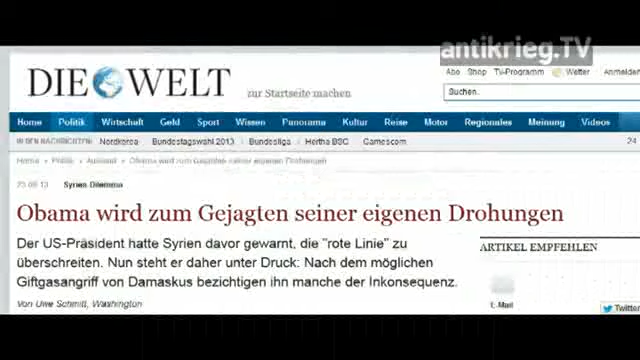 antikrieg.TV
DIE WELT
zur Startseite machen
Abo Shop TV-Programm Wetter Anmelden
Suchen.
Home Politik Wirtschaft Geld Sport Wissen Panorama Kultur Reise Motor Regionales Meinung Videos
IN DEN NACHRICHTEN: Nordkorea Bundestagswahl 2013 Bundesliga Hertha BSC Gamescom 24
Home Politik Ausland Obama wird zum Gejagten seiner eigenen Drohungen
Syrien Dilemma
Obama wird zum Gejagten seiner eigenen Drohungen
Der US-Präsident hatte Syrien davor gewarnt, die "rote Linie" zu
überschreiten. Nun steht er daher unter Druck: Nach dem möglichen
Giftgasangriff von Damaskus bezichtigen ihn manche der Inkonsequenz.
Von Uwe Schmitt, Washington
ARTIKEL EMPFEHLEN
E-Mail
Twitter